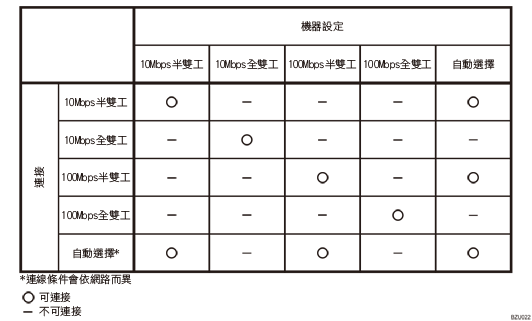 機器設定
10Mbps半雙工 10Mbps全雙工 100Mbps半雙工 100Mbps全雙工 自動選擇
連接
10Mbps半雙工 ○ — — — ○
10Mbps全雙工 — ○ — — —
100Mbps半雙工 — — ○ — ○
100Mbps全雙工 — — — ○ —
自動選擇* ○ — ○ — ○
*連線條件會依網路而異
○ 可連接
— 不可連接
BZU022